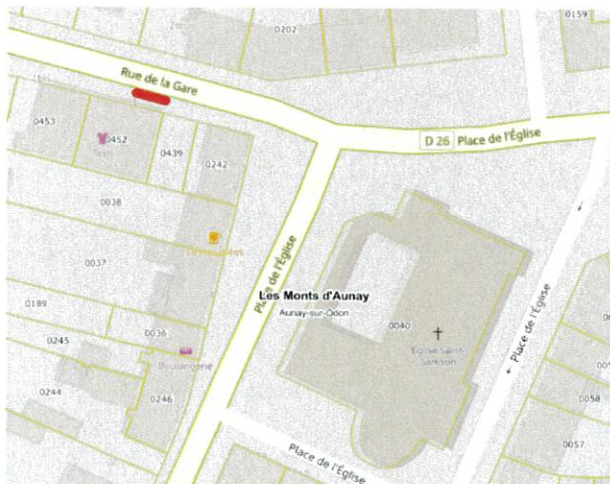 0202
0159
Rue de la Gare
D 26 Place de l'Église
0453
0452
0439
0242
0038
0037
Place de l'Église
Les Monts d'Aunay
Aunay-sur-Odon
0040
Église Saint-
Samson
Place de l'Église
0189
0036
0245
Boulangerie
0246
0244
0058
0057
Place de l'Église